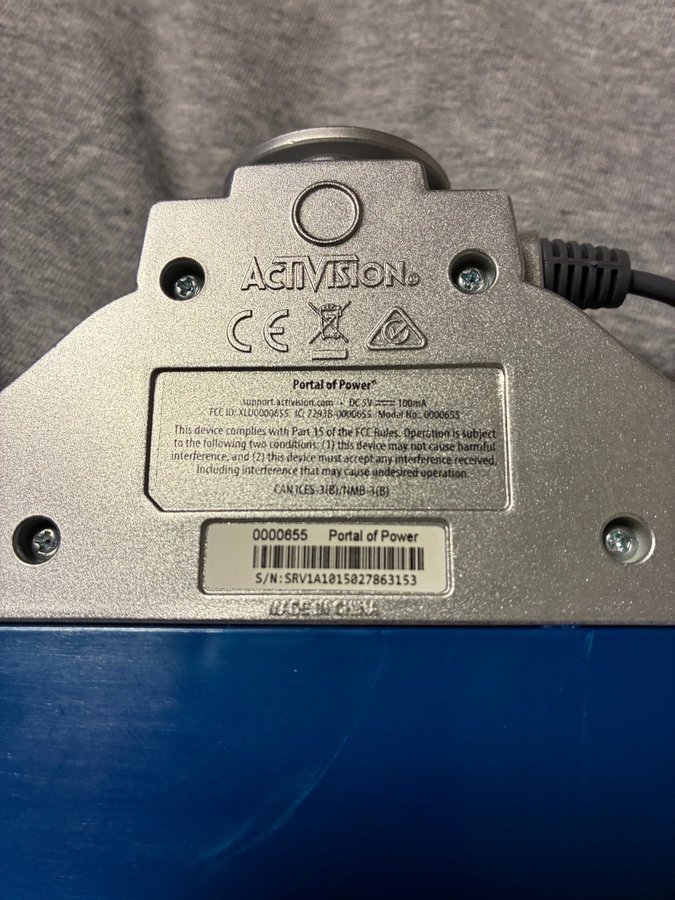 ACTIVISION®
CE
Portal of Power®
support.activision.com • DC 5V 100mA
FCC ID: XLU0000655 IC: 7293B-0000655 Model No.: 0000655
This device complies with Part 15 of the FCC Rules. Operation is subject
to the following two conditions: (1) this device may not cause harmful
interference, and (2) this device must accept any interference received,
including interference that may cause undesired operation.
CAN ICES-3(B)/NMB-3(B)
0000655 Portal of Power
S/N:SRV1A1015027863153
MADE IN CHINA